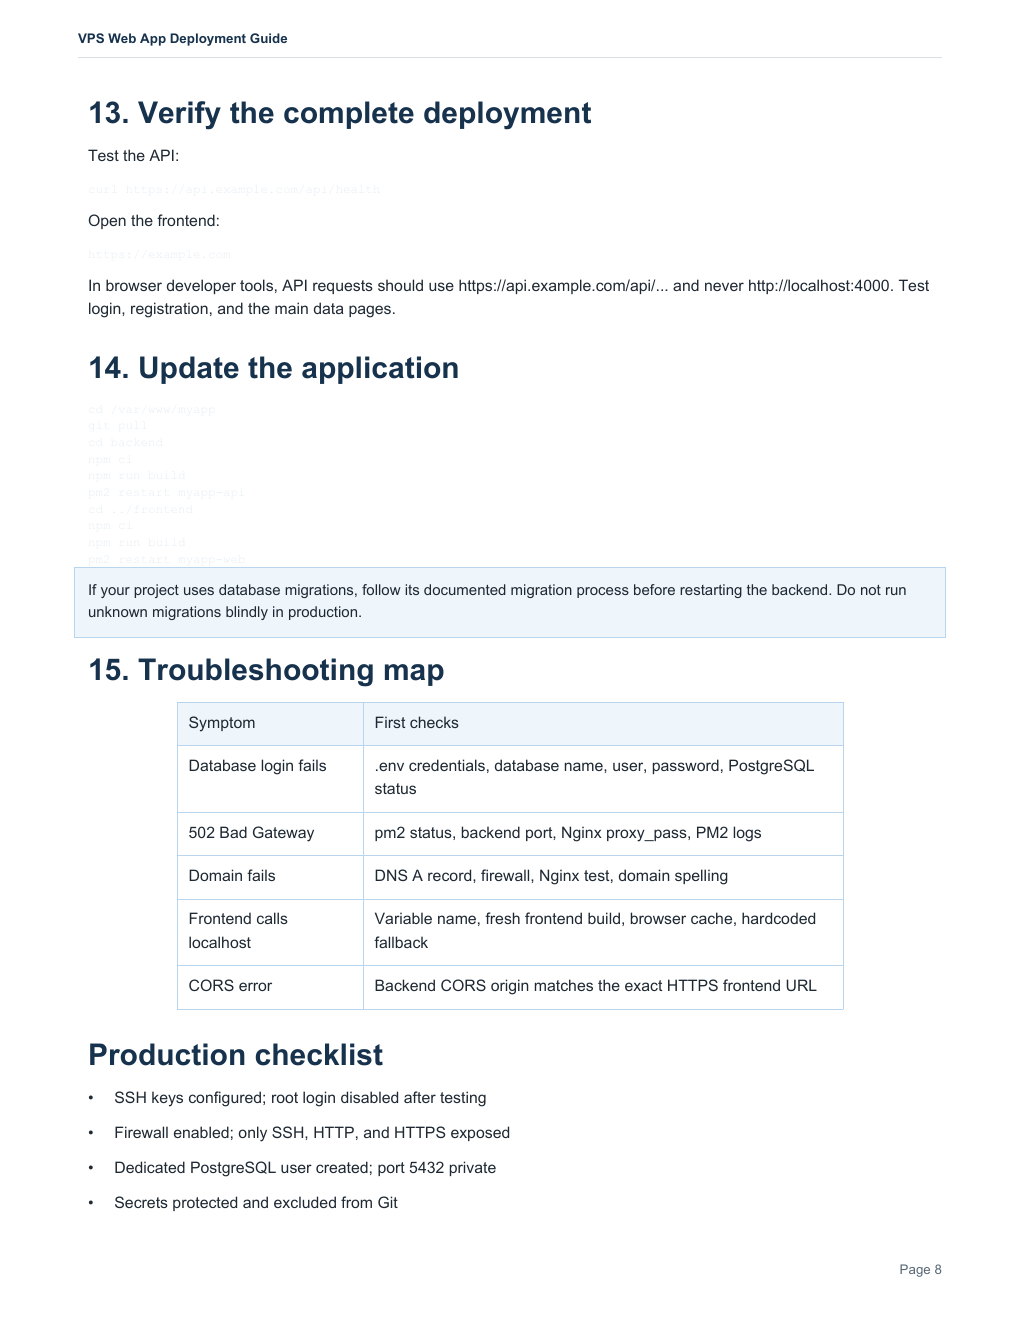 VPS Web App Deployment Guide
13. Verify the complete deployment
Test the API:
curl https://api.example.com/api/health
Open the frontend:
https://example.com
In browser developer tools, API requests should use https://api.example.com/api/... and never http://localhost:4000. Test
login, registration, and the main data pages.
14. Update the application
cd /var/www/myapp
git pull
cd backend
npm ci
npm run build
pm2 restart myapp-api
cd ../frontend
npm ci
npm run build
pm2 restart myapp-web
If your project uses database migrations, follow its documented migration process before restarting the backend. Do not run
unknown migrations blindly in production.
15. Troubleshooting map
Symptom First checks
Database login fails .env credentials, database name, user, password, PostgreSQL
status
502 Bad Gateway pm2 status, backend port, Nginx proxy_pass, PM2 logs
Domain fails DNS A record, firewall, Nginx test, domain spelling
Frontend calls Variable name, fresh frontend build, browser cache, hardcoded
localhost fallback
CORS error Backend CORS origin matches the exact HTTPS frontend URL
Production checklist
• SSH keys configured; root login disabled after testing
• Firewall enabled; only SSH, HTTP, and HTTPS exposed
• Dedicated PostgreSQL user created; port 5432 private
• Secrets protected and excluded from Git
Page 8